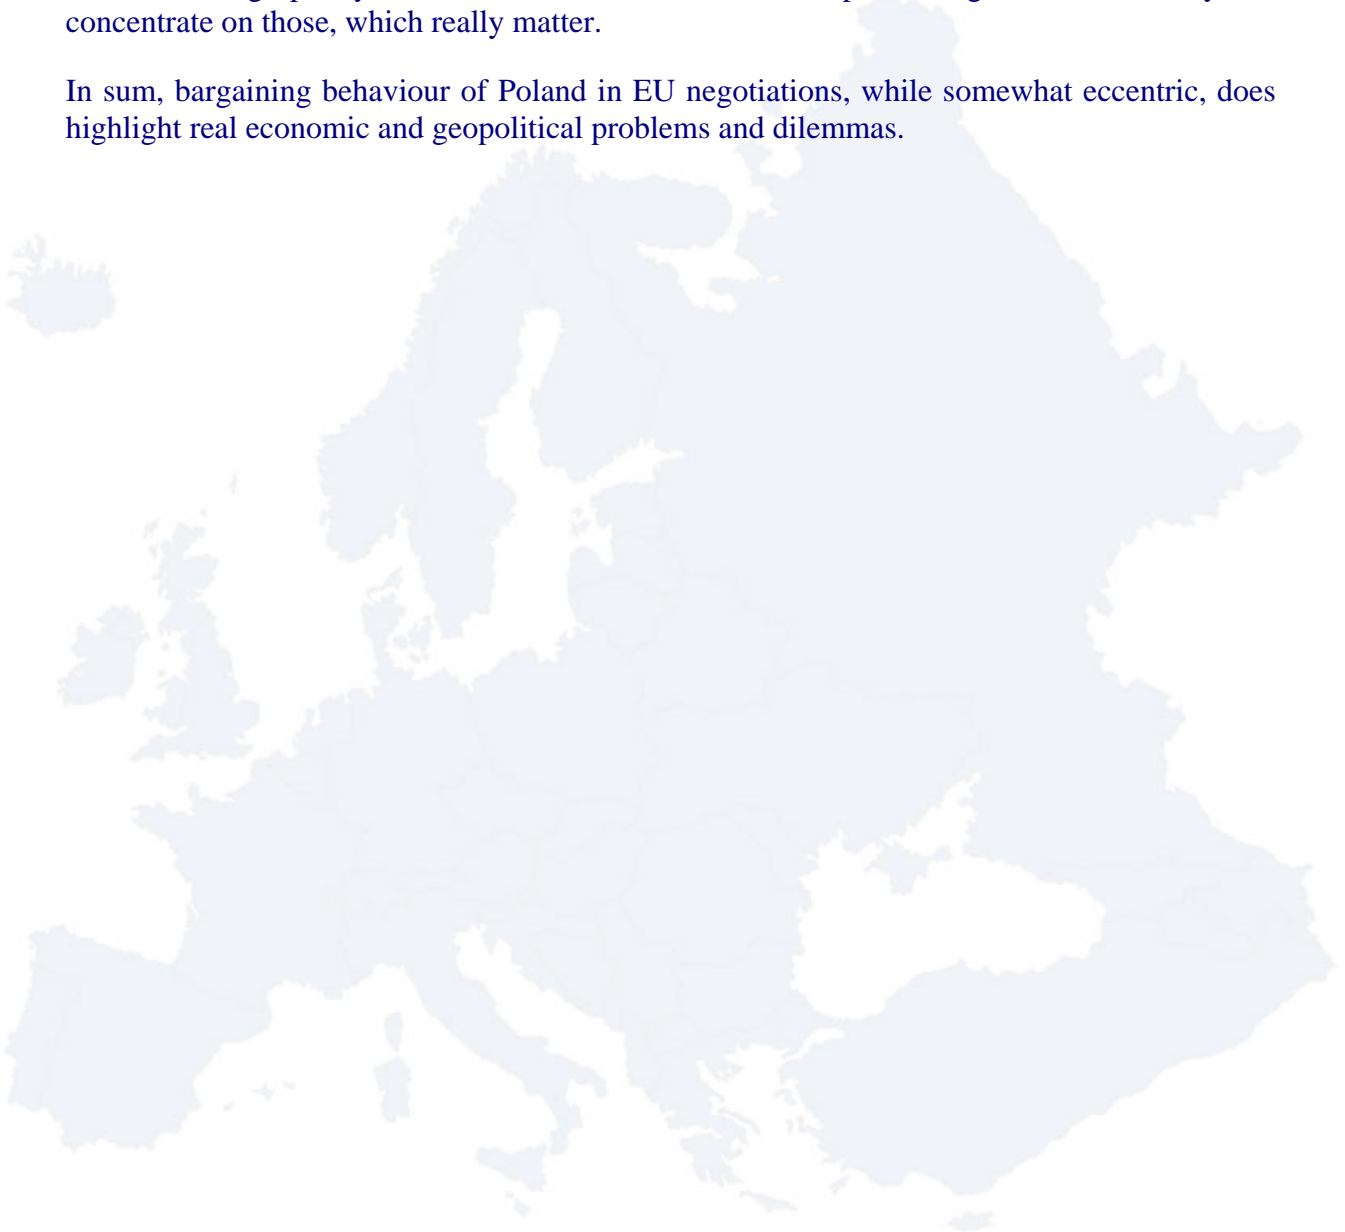 concentrate on those, which really matter.
In sum, bargaining behaviour of Poland in EU negotiations, while somewhat eccentric, does
highlight real economic and geopolitical problems and dilemmas.